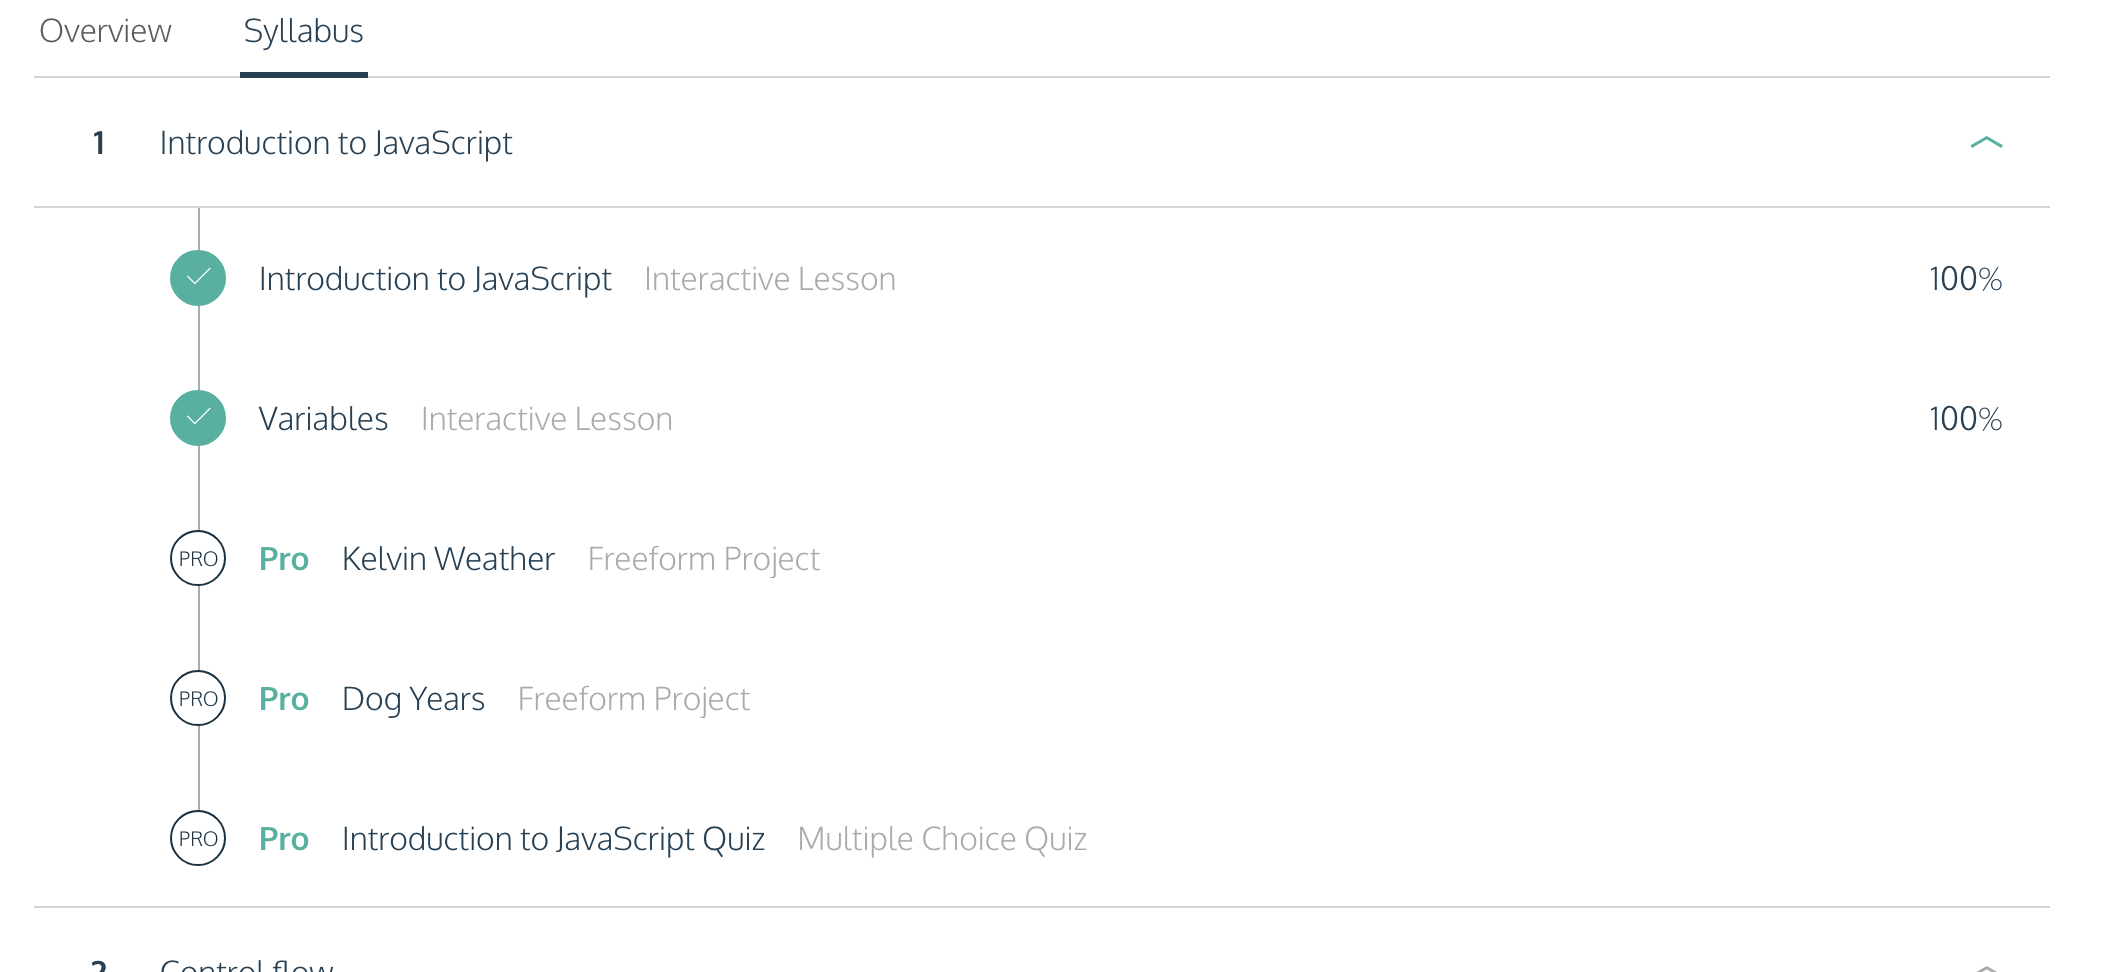 Overview Syllabus
1 Introduction to JavaScript
Introduction to JavaScript Interactive Lesson 100%
Variables Interactive Lesson 100%
PRO Pro Kelvin Weather Freeform Project
PRO Pro Dog Years Freeform Project
PRO Pro Introduction to JavaScript Quiz Multiple Choice Quiz
2 Control flow